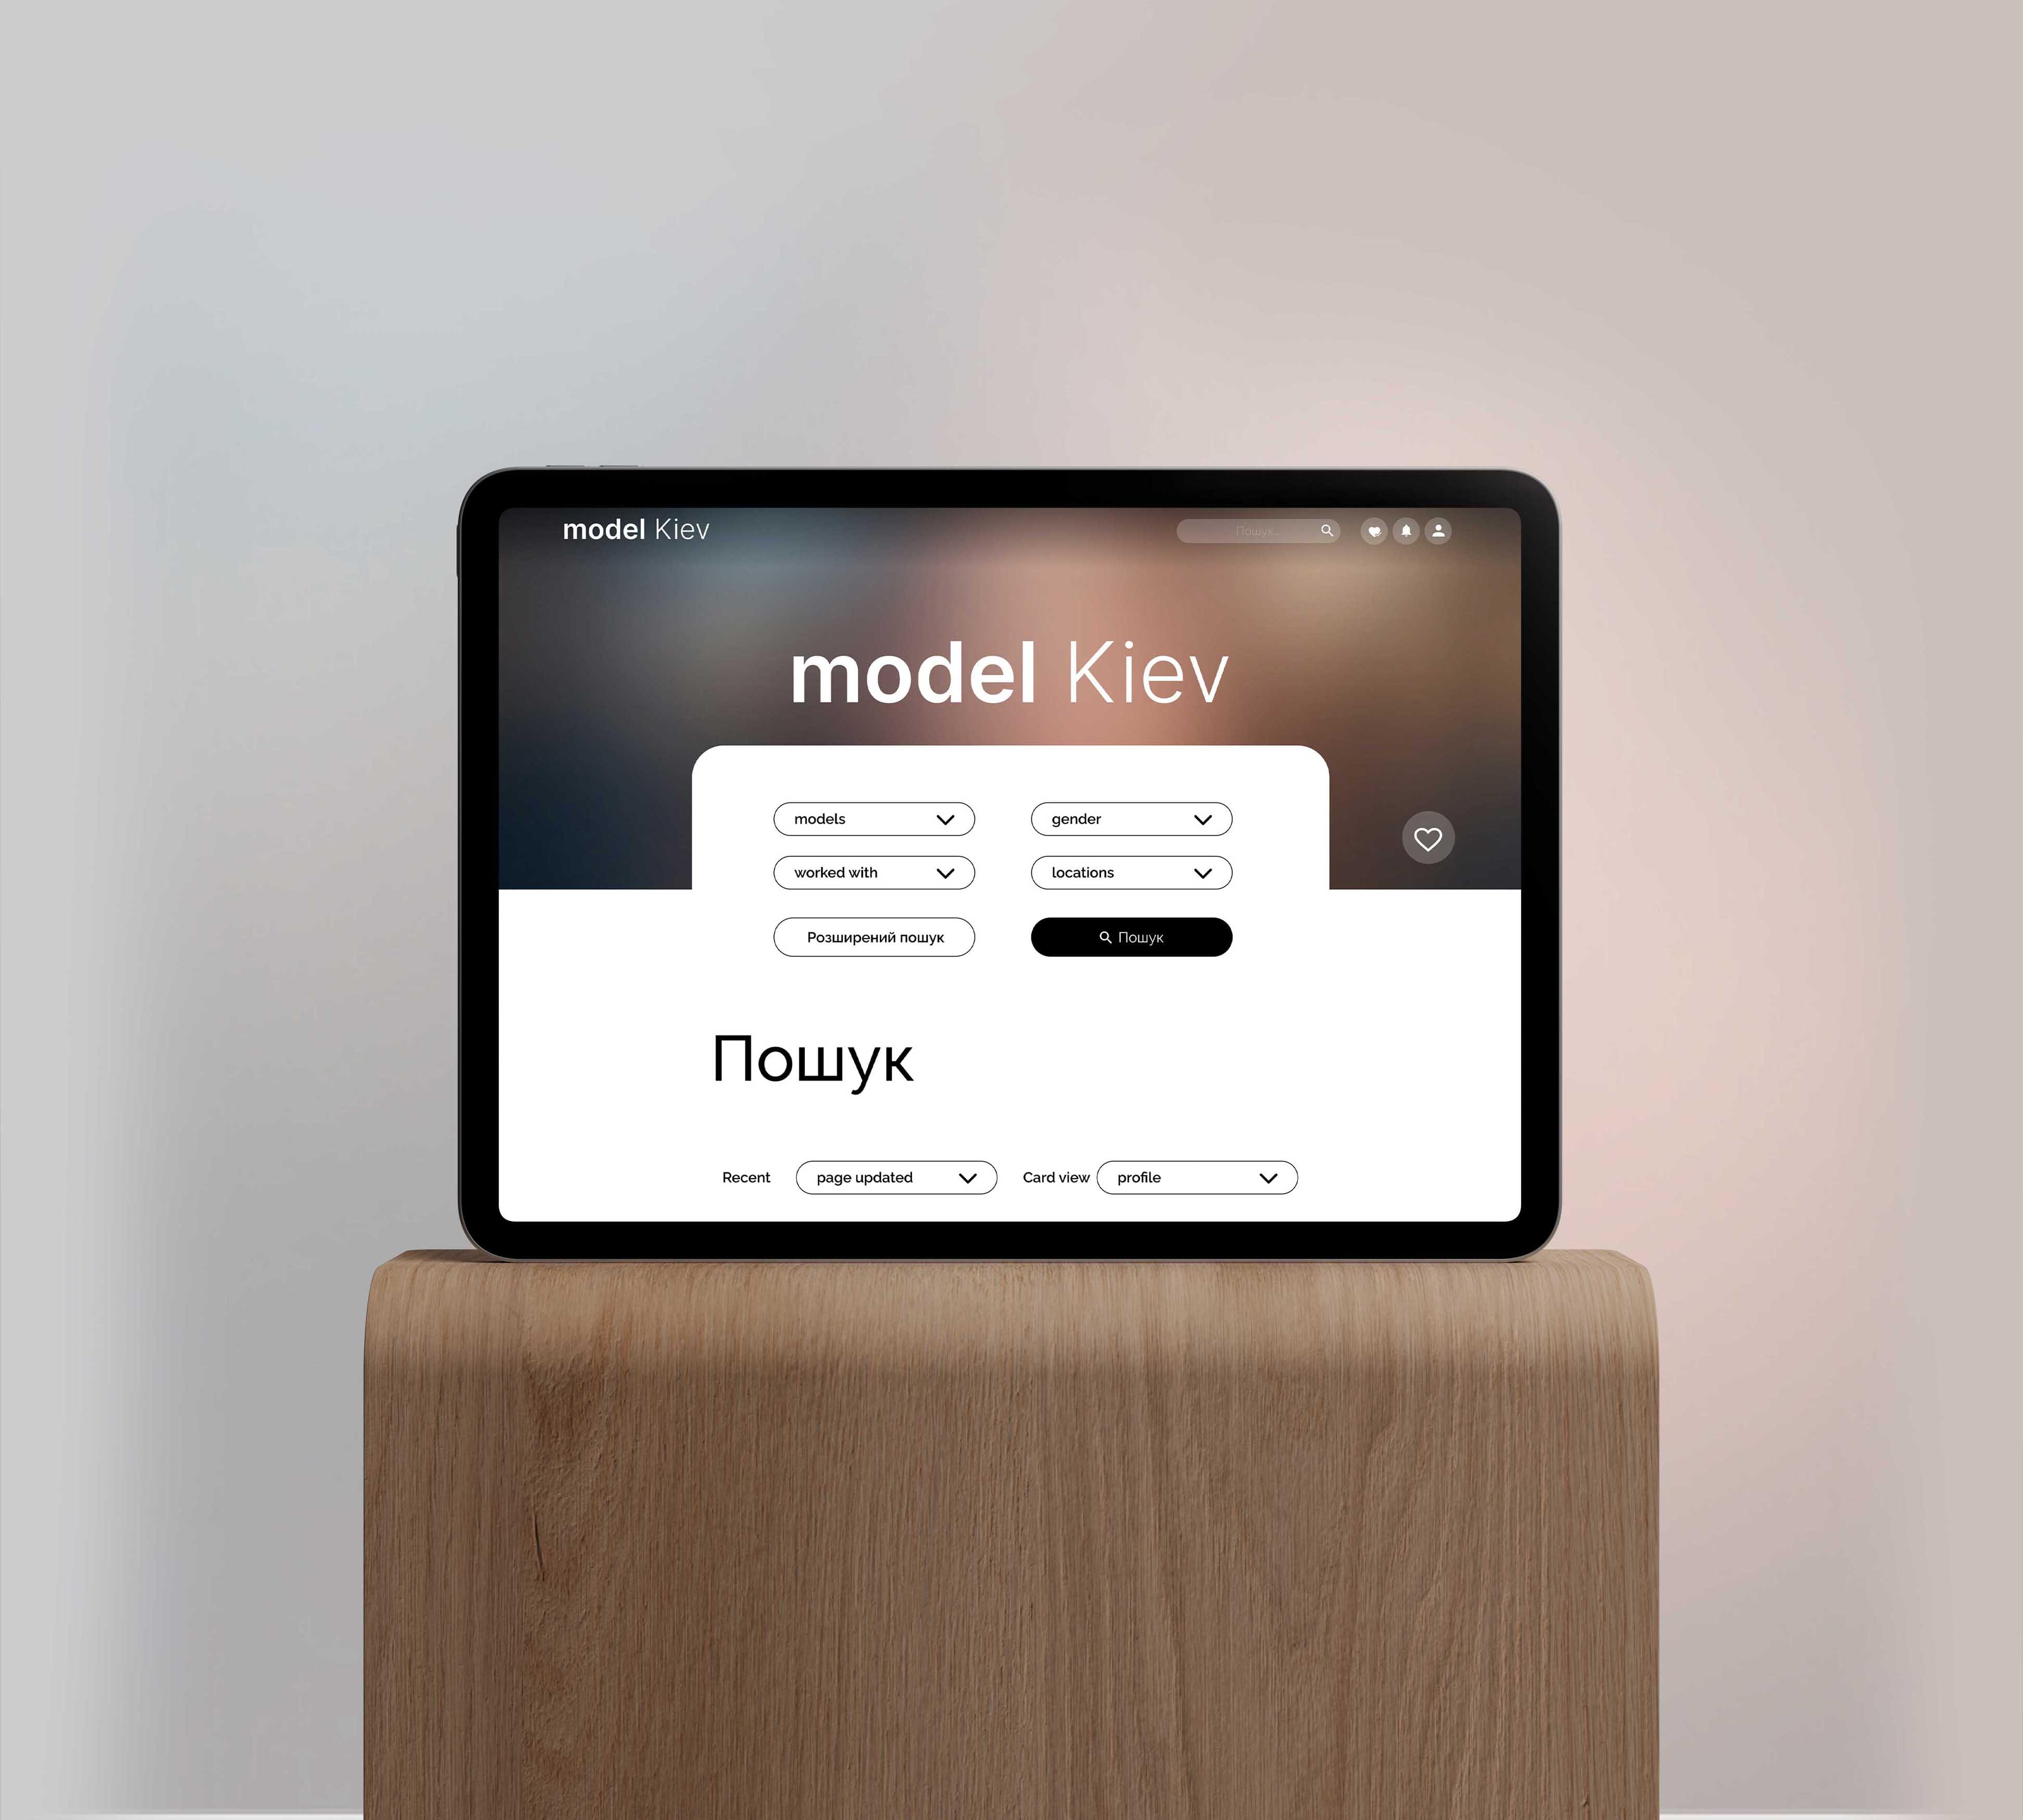 model Kiev
Пошук...
model Kiev
models
gender
worked with
locations
Розширений пошук
Пошук
Пошук
Recent
page updated
Card view
profile